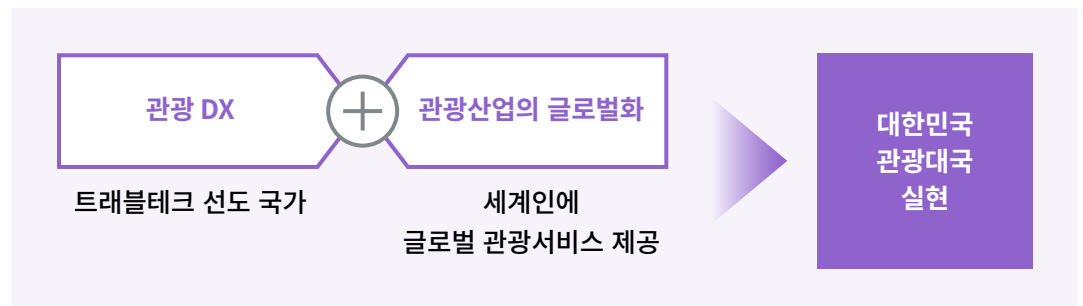 관광 DX
관광산업의 글로벌화
트래블테크 선도 국가
세계인에
글로벌 관광서비스 제공
대한민국
관광대국
실현